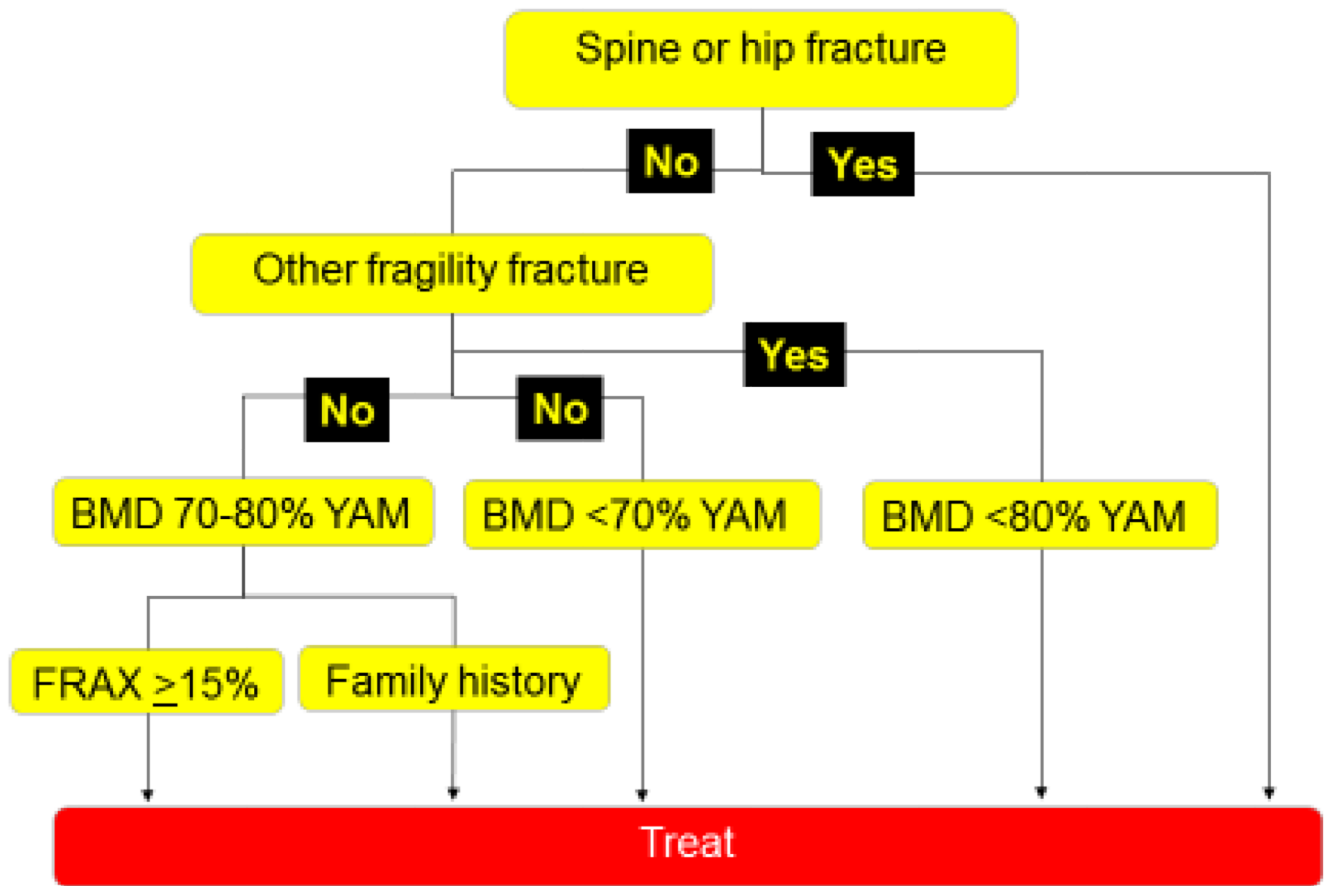 Spine or hip fracture
No
Yes
Other fragility fracture
Yes
No
No
BMD 70-80% YAM
BMD <70% YAM
BMD <80% YAM
FRAX ≥15%
Family history
Treat